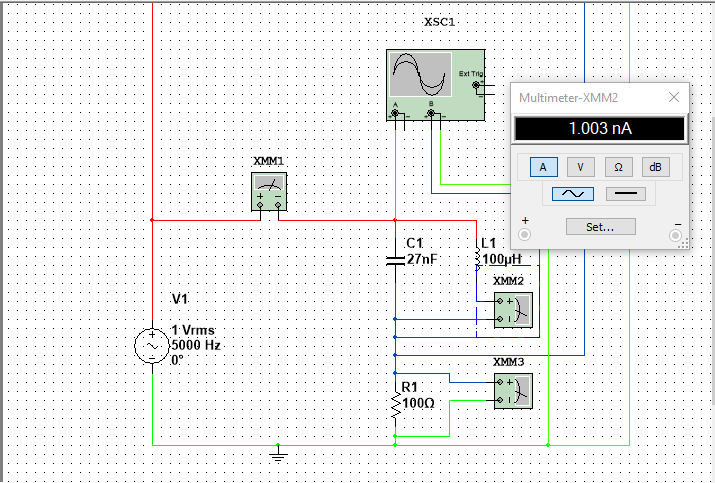 XSC1
Ext Trig
+
-
A
B
+ - + -
Multimeter-XMM2
1.003 nA
A V Ω dB
+
Set...
-
XMM1
+ -
C1
27nF
L1
100µH
XMM2
+
V1
1 Vrms
5000 Hz
0°
XMM3
+
R1
100Ω